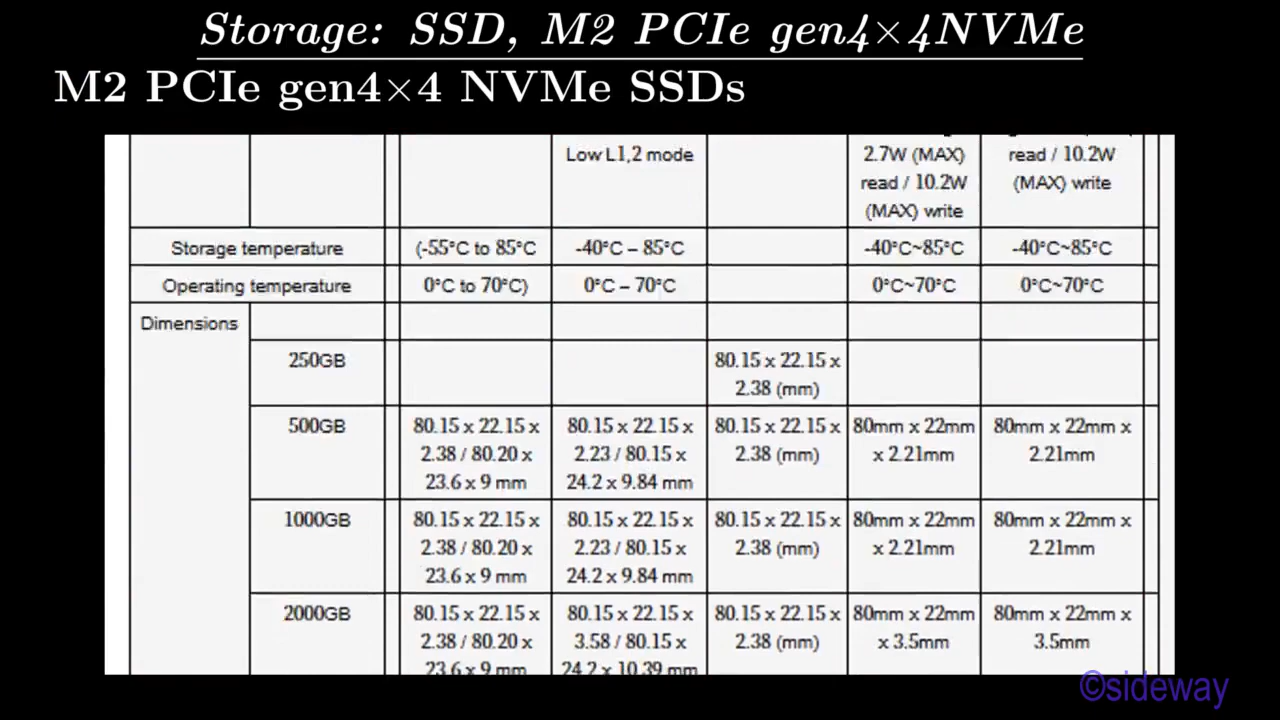 Storage: SSD, M2 PCIe gen4×4NVMe
M2 PCIe gen4×4 NVMe SSDs
Low L1,2 mode
2.7W (MAX)
read / 10.2W
(MAX) write
read / 10.2W
(MAX) write
Storage temperature
(-55°C to 85°C
-40°C – 85°C
-40°C~85°C
-40°C~85°C
Operating temperature
0°C to 70°C)
0°C – 70°C
0°C~70°C
0°C~70°C
Dimensions
250GB
80.15 x 22.15 x
2.38 (mm)
500GB
80.15 x 22.15 x
2.38 / 80.20 x
23.6 x 9 mm
80.15 x 22.15 x
2.23 / 80.15 x
24.2 x 9.84 mm
80.15 x 22.15 x
2.38 (mm)
80mm x 22mm
x 2.21mm
80mm x 22mm x
2.21mm
1000GB
80.15 x 22.15 x
2.38 / 80.20 x
23.6 x 9 mm
80.15 x 22.15 x
2.23 / 80.15 x
24.2 x 9.84 mm
80.15 x 22.15 x
2.38 (mm)
80mm x 22mm
x 2.21mm
80mm x 22mm x
2.21mm
2000GB
80.15 x 22.15 x
2.38 / 80.20 x
23.6 x 9 mm
80.15 x 22.15 x
3.58 / 80.15 x
24.2 x 10.39 mm
80.15 x 22.15 x
2.38 (mm)
80mm x 22mm
x 3.5mm
80mm x 22mm x
3.5mm
©sideway